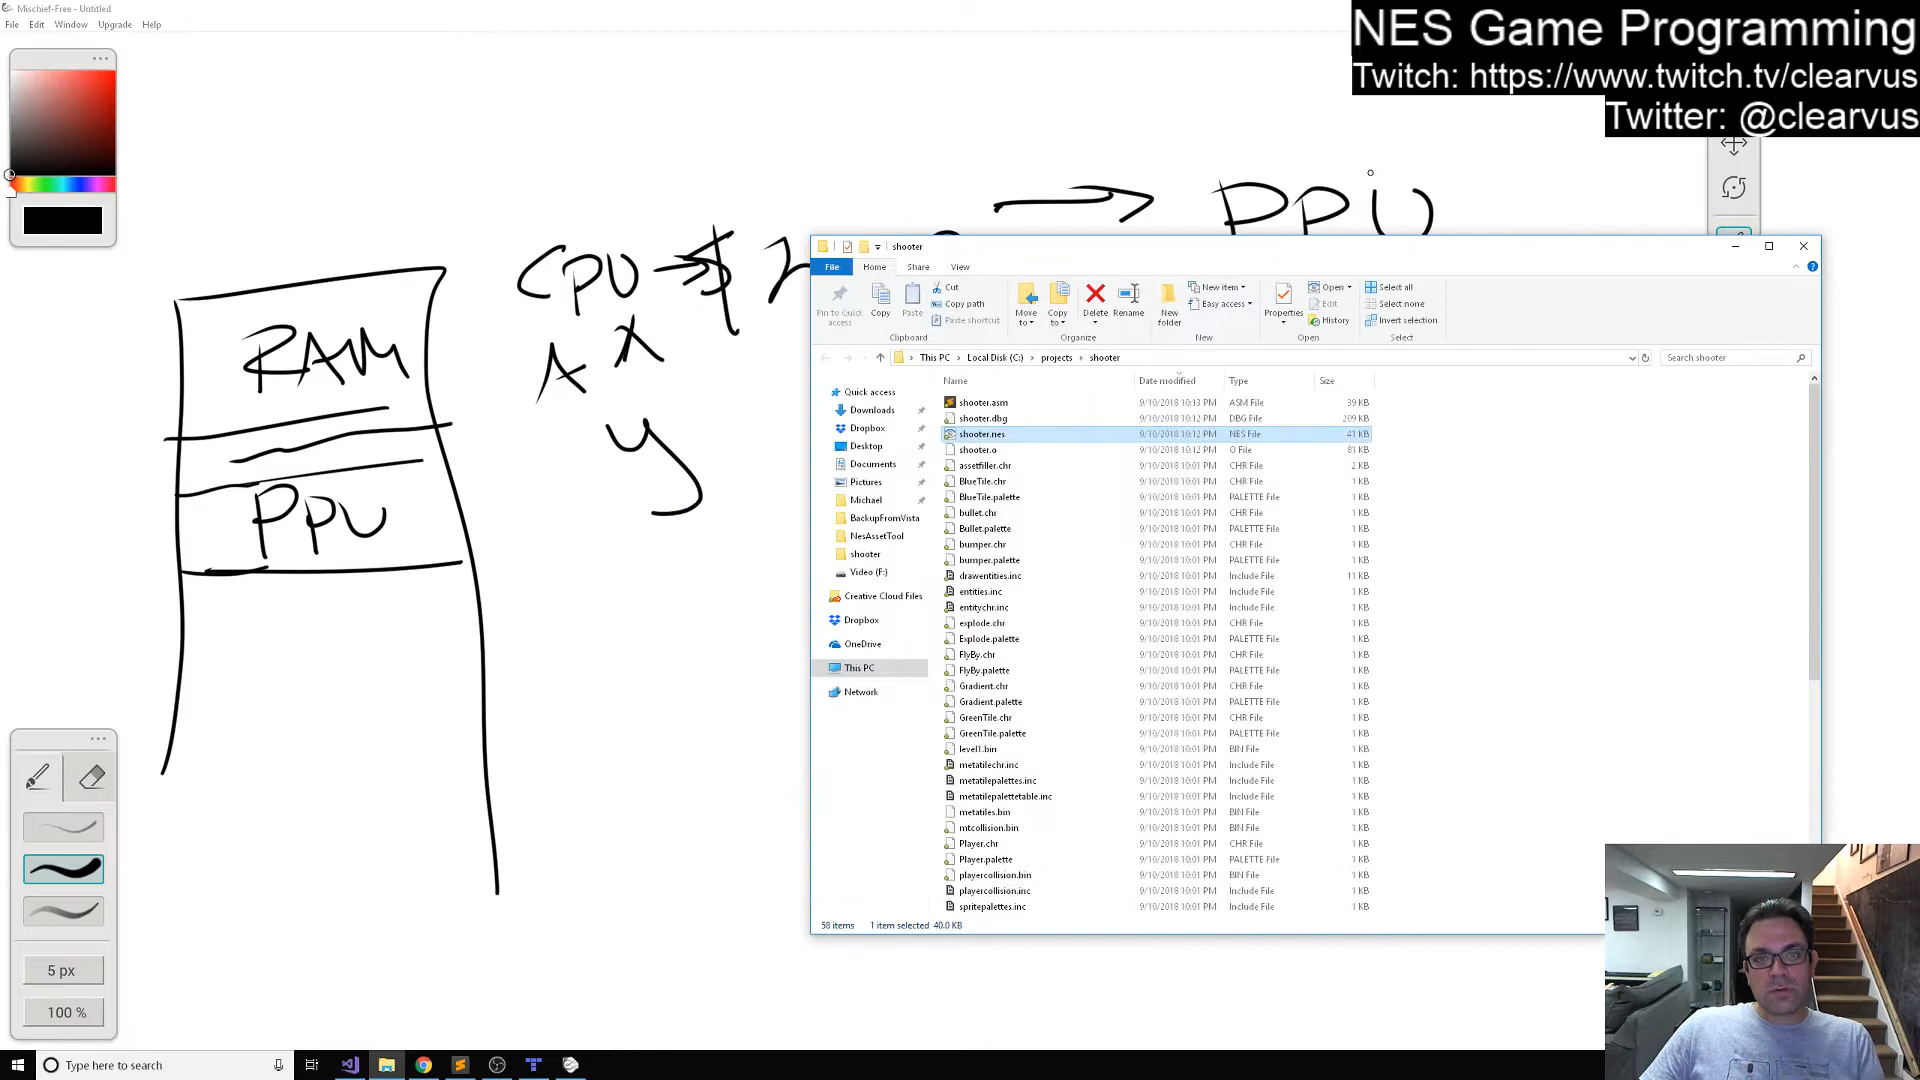 Mischief-Free - Untitled
File Edit Window Upgrade Help
NES Game Programming
Twitch: https://www.twitch.tv/clearvus
Twitter: @clearvus
PPU
CPU → $ 2
A X
Y
RAM
PPU
shooter
File Home Share View
Pin to Quick access
Copy
Paste
Cut
Copy path
Paste shortcut
Clipboard
Move to
Copy to
Delete
Rename
Organize
New folder
New item
Easy access
New
Properties
Open
Edit
History
Open
Select all
Select none
Invert selection
Select
This PC > Local Disk (C:) > projects > shooter
Search shooter
Quick access
Downloads
Dropbox
Desktop
Documents
Pictures
Michael
BackupFromVista
NesAssetTool
shooter
Video (F:)
Creative Cloud Files
Dropbox
OneDrive
This PC
Network
Name Date modified Type Size
shooter.asm 9/10/2018 10:13 PM ASM File 39 KB
shooter.dbg 9/10/2018 10:12 PM DBG File 209 KB
shooter.nes 9/10/2018 10:12 PM NES File 41 KB
shooter.o 9/10/2018 10:12 PM O File 81 KB
assetfiller.chr 9/10/2018 10:01 PM CHR File 2 KB
BlueTile.chr 9/10/2018 10:01 PM CHR File 1 KB
BlueTile.palette 9/10/2018 10:01 PM PALETTE File 1 KB
bullet.chr 9/10/2018 10:01 PM CHR File 1 KB
Bullet.palette 9/10/2018 10:01 PM PALETTE File 1 KB
bumper.chr 9/10/2018 10:01 PM CHR File 1 KB
bumper.palette 9/10/2018 10:01 PM PALETTE File 1 KB
drawentities.inc 9/10/2018 10:01 PM Include File 11 KB
entities.inc 9/10/2018 10:01 PM Include File 1 KB
entitychr.inc 9/10/2018 10:01 PM Include File 1 KB
explode.chr 9/10/2018 10:01 PM CHR File 1 KB
Explode.palette 9/10/2018 10:01 PM PALETTE File 1 KB
FlyBy.chr 9/10/2018 10:01 PM CHR File 1 KB
FlyBy.palette 9/10/2018 10:01 PM PALETTE File 1 KB
Gradient.chr 9/10/2018 10:01 PM CHR File 1 KB
Gradient.palette 9/10/2018 10:01 PM PALETTE File 1 KB
GreenTile.chr 9/10/2018 10:01 PM CHR File 1 KB
GreenTile.palette 9/10/2018 10:01 PM PALETTE File 1 KB
level1.bin 9/10/2018 10:01 PM BIN File 1 KB
metatilechr.inc 9/10/2018 10:01 PM Include File 1 KB
metatilepalettes.inc 9/10/2018 10:01 PM Include File 1 KB
metatilepalettetable.inc 9/10/2018 10:01 PM Include File 1 KB
metatiles.bin 9/10/2018 10:01 PM BIN File 1 KB
mtcollision.bin 9/10/2018 10:01 PM BIN File 1 KB
Player.chr 9/10/2018 10:01 PM CHR File 1 KB
Player.palette 9/10/2018 10:01 PM PALETTE File 1 KB
playercollision.bin 9/10/2018 10:01 PM BIN File 1 KB
playercollision.inc 9/10/2018 10:01 PM Include File 1 KB
spritepalettes.inc 9/10/2018 10:01 PM Include File 1 KB
58 items 1 item selected 40.0 KB
5 px
100 %
Type here to search